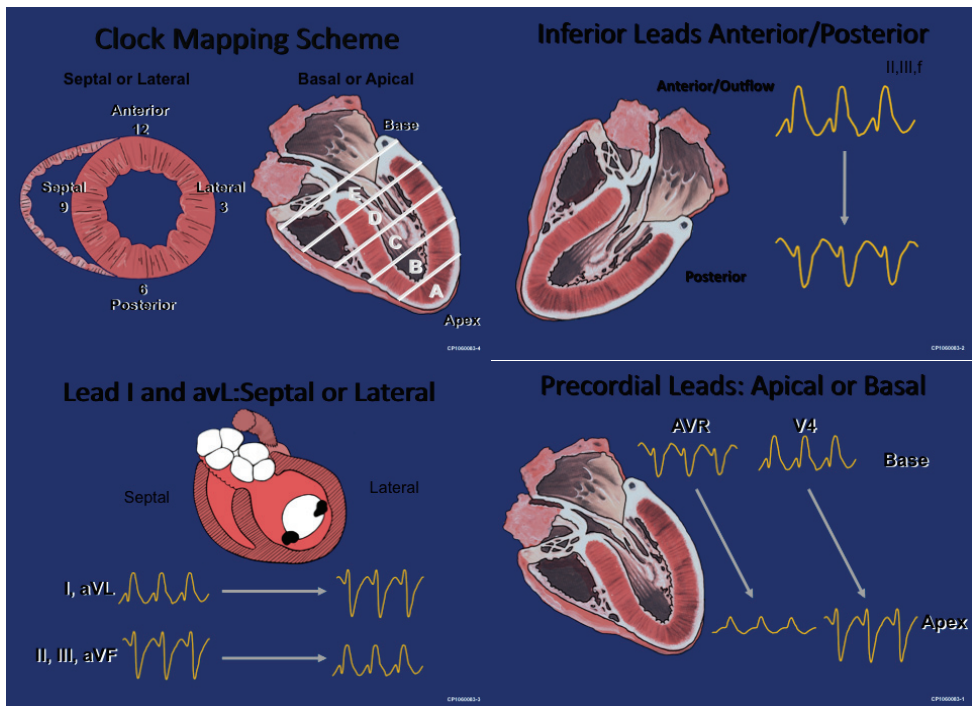 Clock Mapping Scheme
Septal or Lateral
Basal or Apical
Anterior
12
Septal
9
Lateral
3
6
Posterior
Base
E
D
C
B
A
Apex
CP1060083-4
Inferior Leads Anterior/Posterior
II,III,f
Anterior/Outflow
Posterior
CP1060083-2
Lead I and avL:Septal or Lateral
Septal
Lateral
I, aVL
II, III, aVF
CP1060083-3
Precordial Leads: Apical or Basal
AVR
V4
Base
Apex
CP1060083-1